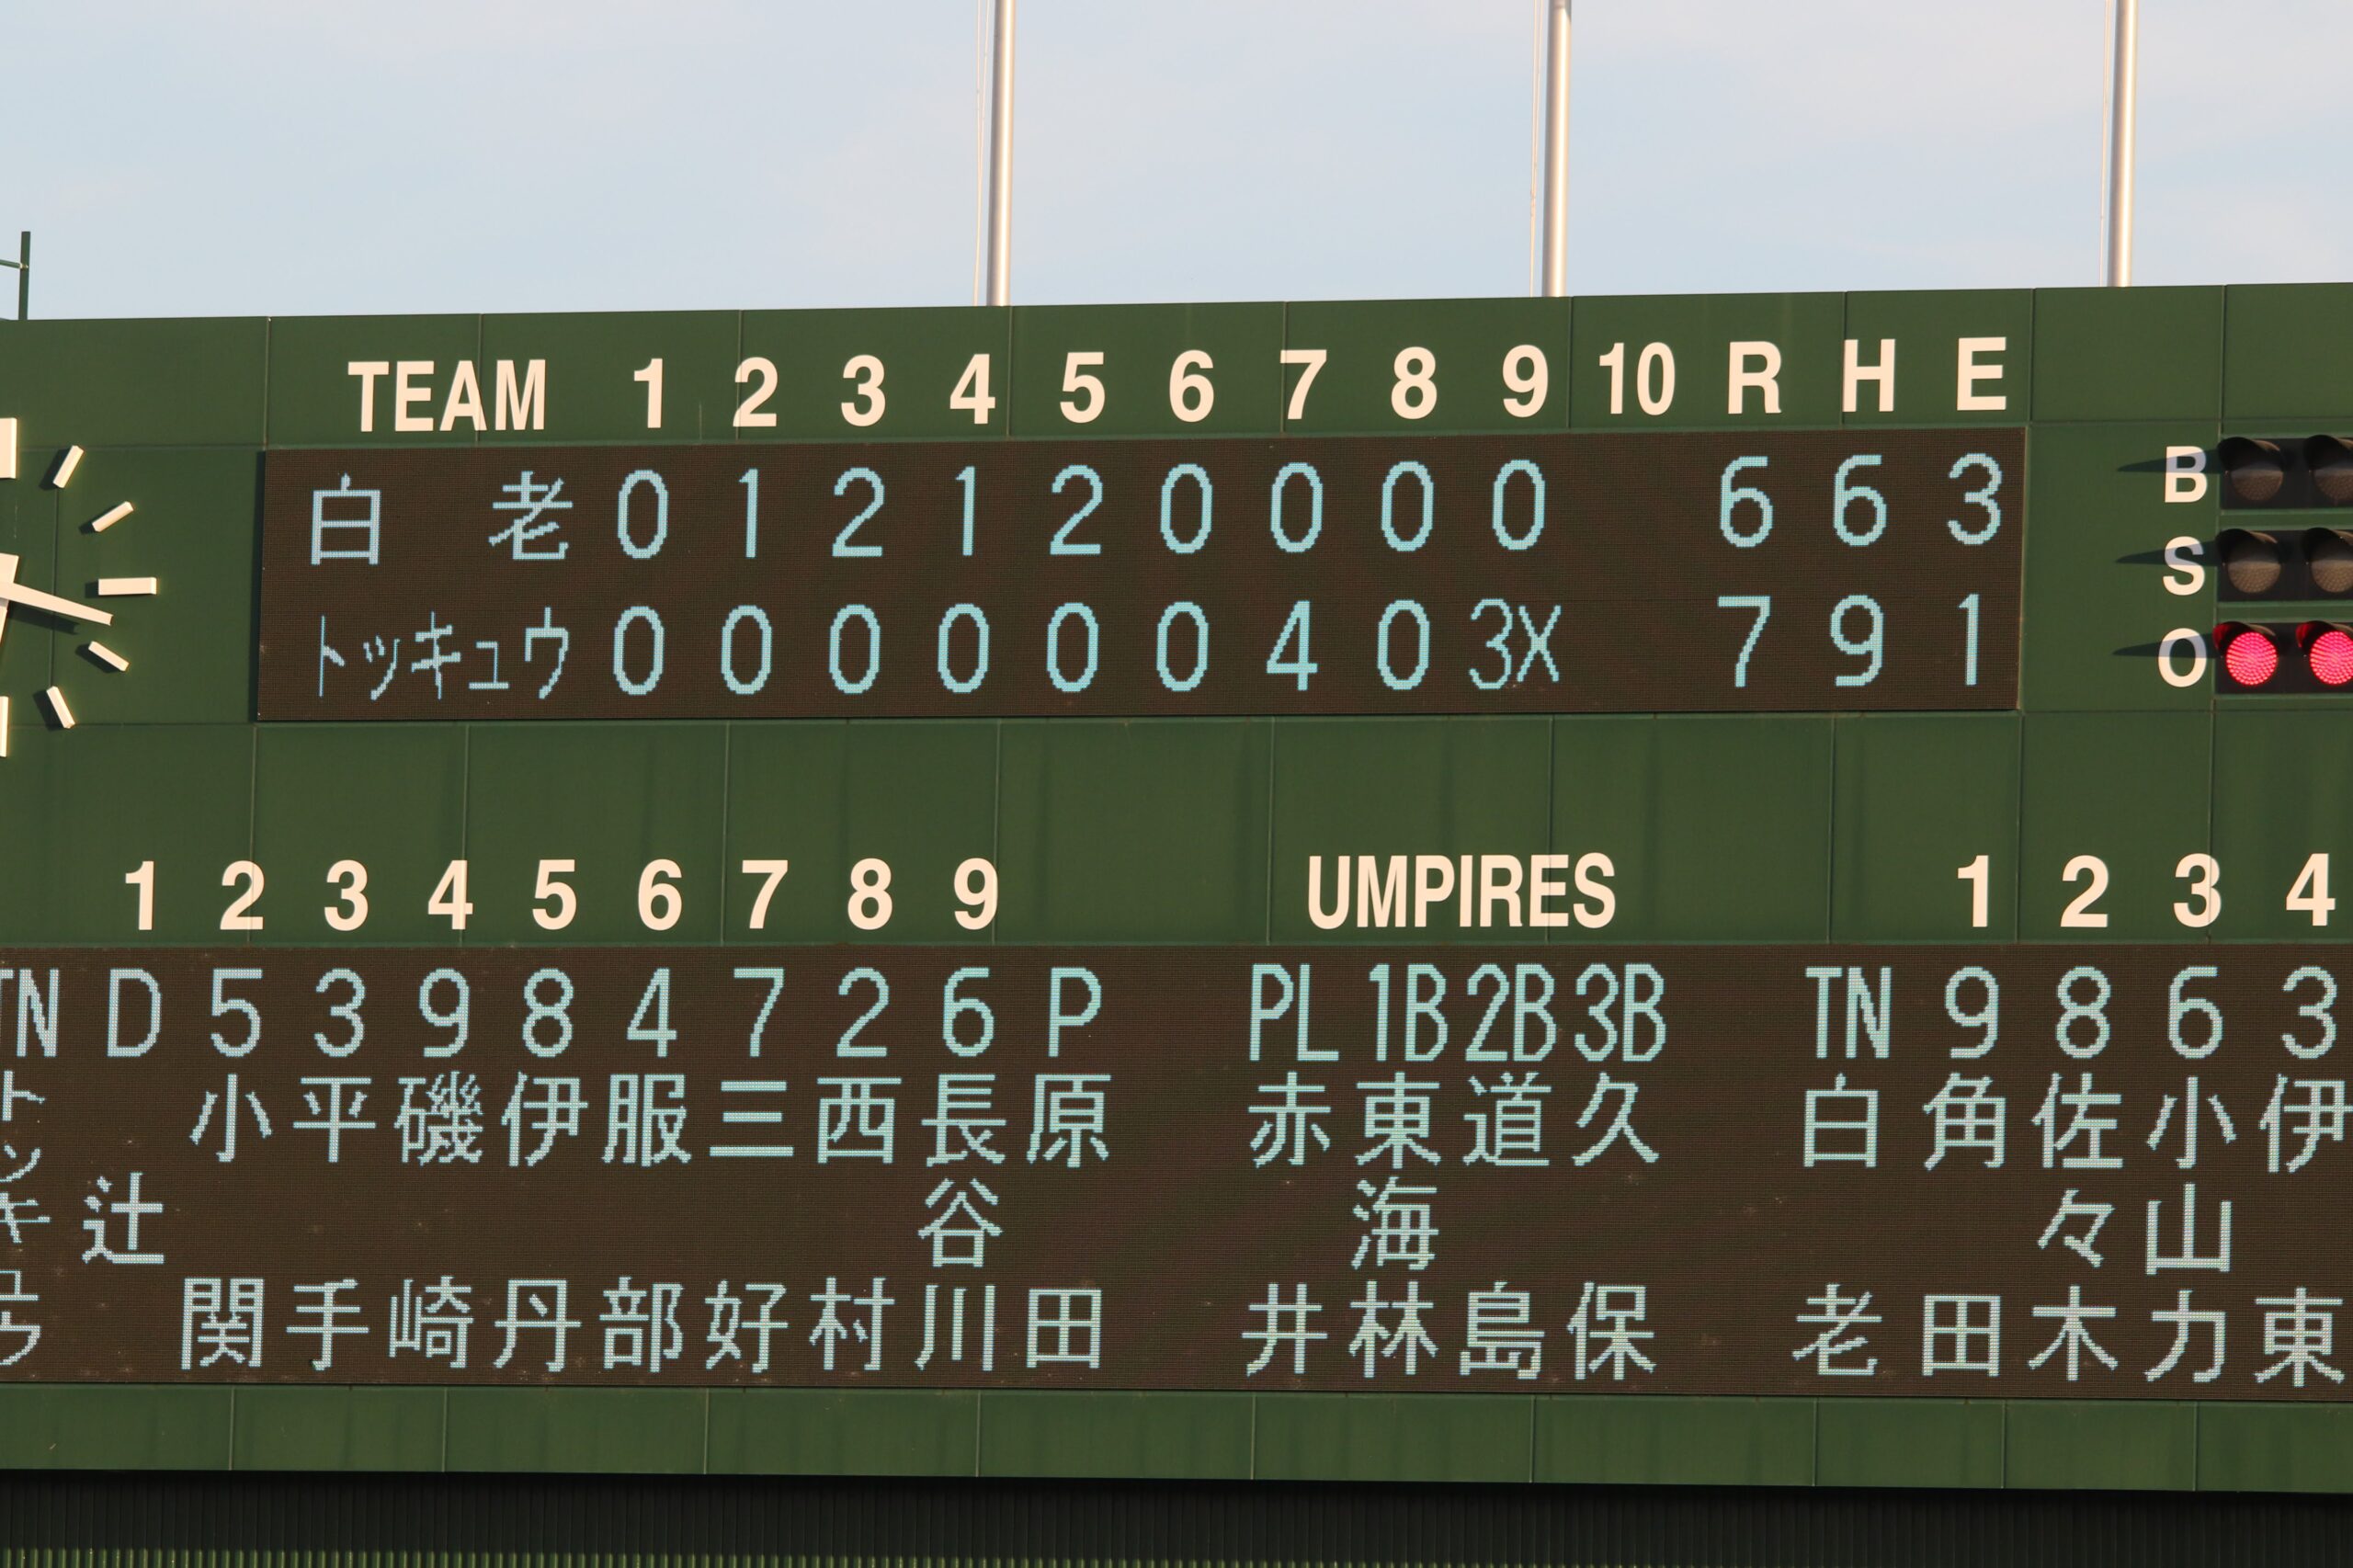 TEAM 1 2 3 4 5 6 7 8 9 10 R H E
白老 0 1 2 1 2 0 0 0 0 6 6 3
トッキュウ 0 0 0 0 0 0 4 0 3X 7 9 1
B
S
O
1 2 3 4 5 6 7 8 9 UMPIRES 1 2 3 4
TN D 5 3 9 8 4 7 2 6 P PL 1B 2B 3B TN 9 8 6 3
トッキュウ
辻
小関
平手
磯崎
伊丹
服部
三好
西村
長谷川
原田
赤井
東海林
道島
久保
白老
角田
佐々木
小山力
伊東